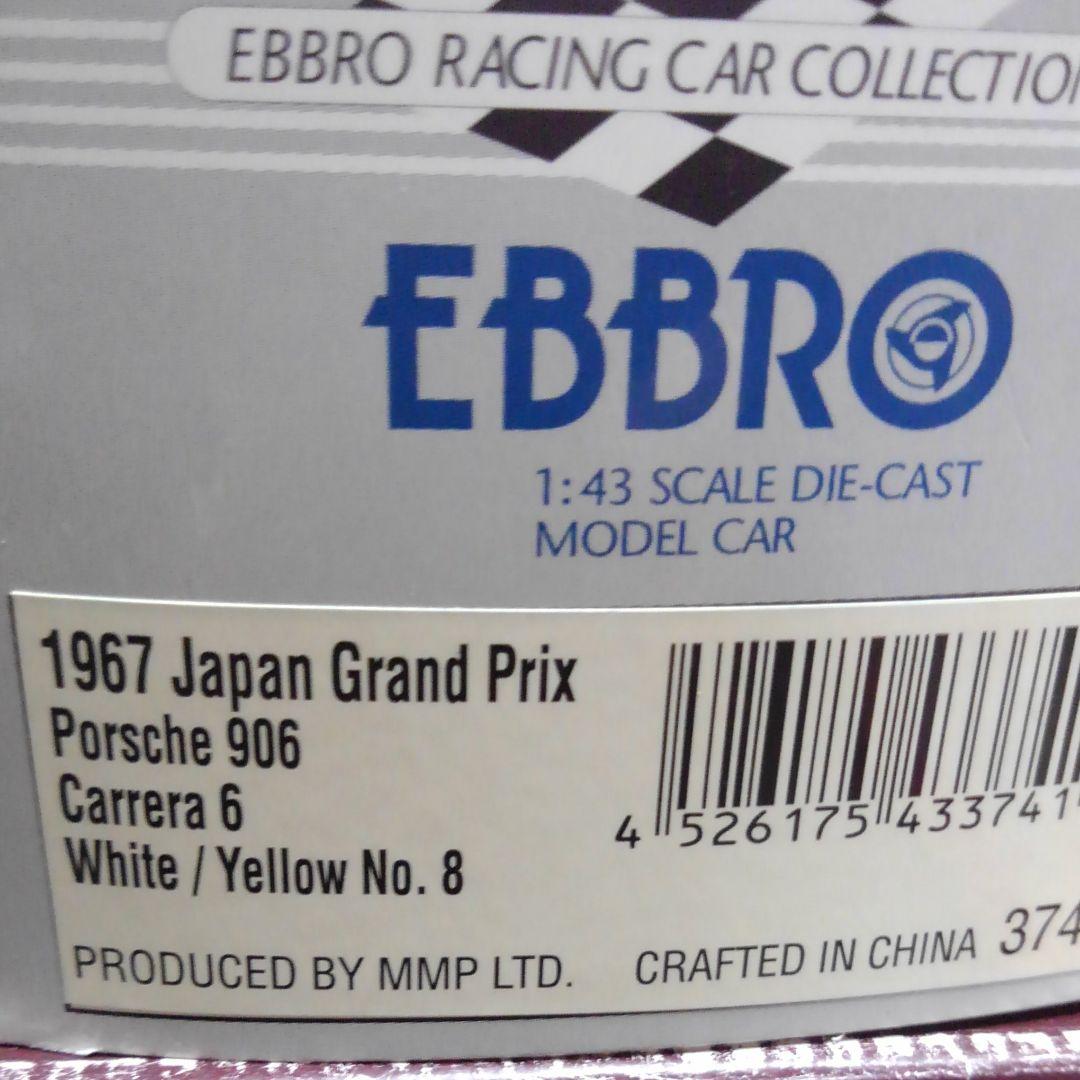 EBBRO RACING CAR COLLECTION
EBBRO
1:43 SCALE DIE-CAST
MODEL CAR
1967 Japan Grand Prix
Porsche 906
Carrera 6
White / Yellow No. 8
4 526175 43374
PRODUCED BY MMP LTD.
CRAFTED IN CHINA 374